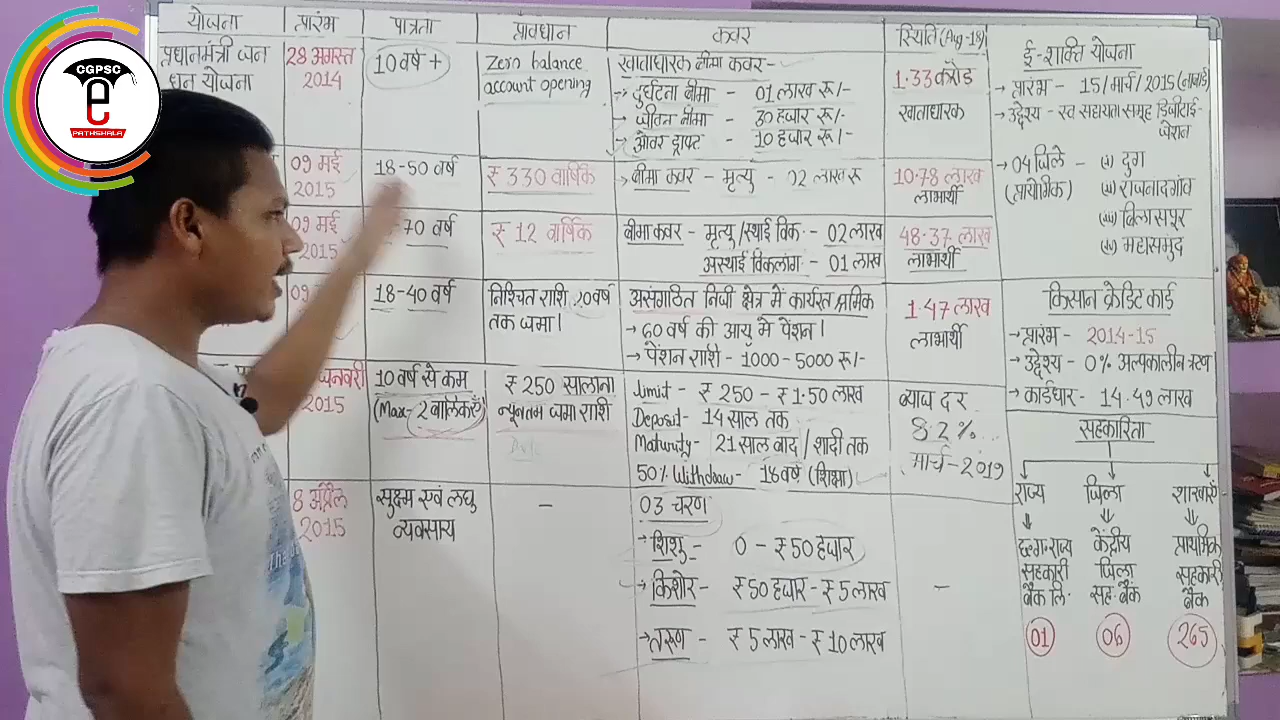 CGPSC
e
PATHSHALA
योजना प्रारंभ पात्रता प्रावधान कवर स्थिति (Aug-18)
प्रधानमंत्री जन
धन योजना
28 अगस्त
2014
10 वर्ष +
Zero balance
account opening
खाताधारक बीमा कवर -
→ दुर्घटना बीमा - 01 लाख रू/-
→ जीवन बीमा - 30 हजार रू/-
→ ओवर ड्राफ्ट - 10 हजार रू/-
1.33 करोड
खाताधारक
09 मई
2015
18-50 वर्ष
₹ 330 वार्षिक
→ बीमा कवर - मृत्यु - 02 लाख रू
10.78 लाख
लाभार्थी
09 मई
2015
70 वर्ष
₹ 12 वार्षिक
बीमा कवर - मृत्यु/स्थाई विक. - 02 लाख
अस्थाई विकलांग. - 01 लाख
48.37 लाख
लाभार्थी
18-40 वर्ष
निश्चित राशि 20 वर्ष
तक जमा।
असंगठित निजी क्षेत्र में कार्यरत श्रमिक
→ 60 वर्ष की आयु मे पेंशन।
→ पेंशन राशि - 1000 - 5000 रू/-
1.47 लाख
लाभार्थी
जनवरी
2015
10 वर्ष से कम
(Max- 2 बालिकाएँ)
₹ 250 सालाना
न्यूनतम जमा राशि
Limit - ₹ 250 - ₹ 1.50 लाख
Deposit - 14 साल तक
Maturity - 21 साल बाद / शादी तक
50% Withdraw - 18 वर्ष (शिक्षा)
ब्याज दर
8.2%
मार्च - 2019
8 अप्रैल
2015
सुक्ष्म एवं लघु
व्यवसाय
-
03 चरण
→ शिशु - 0 - ₹ 50 हजार
→ किशोर - ₹ 50 हजार - ₹ 5 लाख
→ तरूण - ₹ 5 लाख - ₹ 10 लाख
-
ई-शक्ति योजना
→ प्रारंभ - 15/मार्च/2015 (नाबार्ड)
→ उद्देश्य - स्व सहायता समूह डिजीटाई-
जेशन
→ 04 जिले - (i) दुर्ग
(प्रायोगिक) (ii) राजनादगाँव
(iii) बिलासपूर
(iv) महासमुद
किसान क्रेडिट कार्ड
→ प्रारंभ - 2014-15
→ उद्देश्य - 0% अल्पकालीन ऋण
→ कार्डधार - 14.49 लाख
सहकारिता
राज्य जिला शाखाएँ
छ.ग. राज्य केंद्रीय प्राथमिक
सहकारी जिला सहकारी
बैंक लि. सह. बैंक बैंक
01 06 265